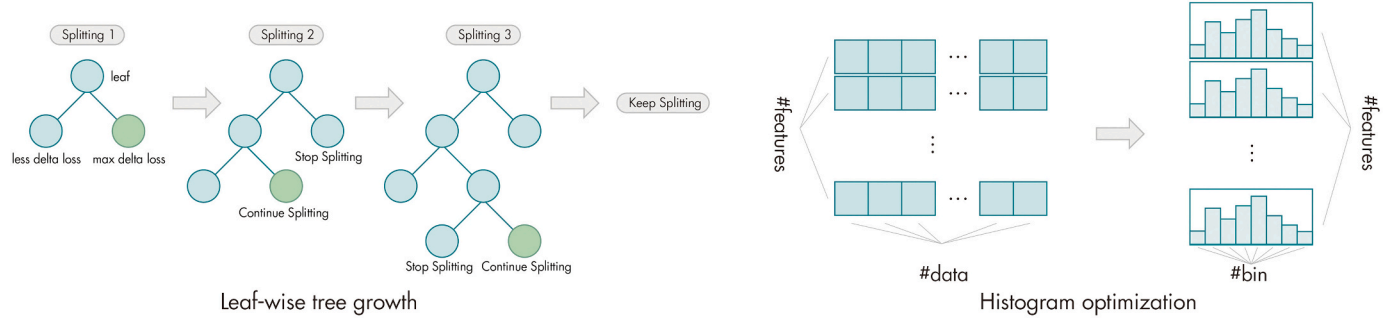 Splitting 1
Splitting 2
Splitting 3
leaf
less delta loss
max delta loss
Stop Splitting
Continue Splitting
Stop Splitting
Continue Splitting
Keep Splitting
Leaf-wise tree growth
#features
...
...
...
...
#data
#features
...
#bin
Histogram optimization